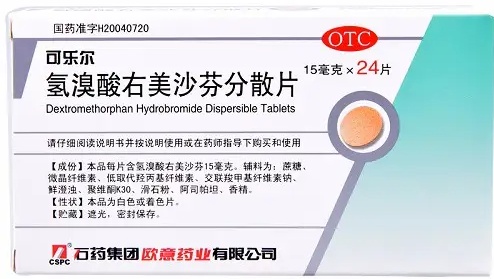 国药准字H20040720
OTC
可乐尔
氢溴酸右美沙芬分散片
15毫克×24片
Dextromethorphan Hydrobromide Dispersible Tablets
请仔细阅读说明书并按说明使用或在药师指导下购买和使用
【成份】本品每片含氢溴酸右美沙芬15毫克。辅料为：蔗糖、
微晶纤维素、低取代羟丙基纤维素、交联羧甲基纤维素钠、
鲜澄浊、聚维酮K30、滑石粉、阿司帕坦、香精。
【性状】本品为白色或着色片。
【贮藏】遮光，密封保存。
CSPC
石药集团欧意药业有限公司